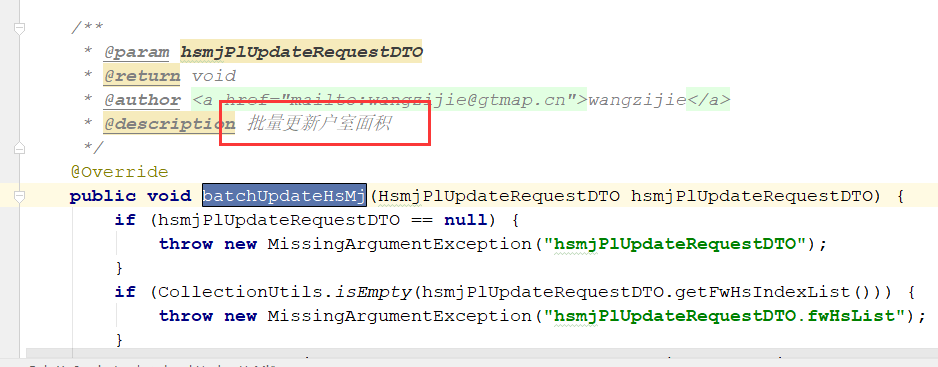 /**
* @param hsmjPlUpdateRequestDTO
* @return void
* @author <a href="mailto:wangzijie@gtmap.cn">wangzijie</a>
* @description 批量更新户室面积
*/
@Override
public void batchUpdateHsMj(HsmjPlUpdateRequestDTO hsmjPlUpdateRequestDTO) {
if (hsmjPlUpdateRequestDTO == null) {
throw new MissingArgumentException("hsmjPlUpdateRequestDTO");
}
if (CollectionUtils.isEmpty(hsmjPlUpdateRequestDTO.getFwHsIndexList())) {
throw new MissingArgumentException("hsmjPlUpdateRequestDTO.fwHsList");
}